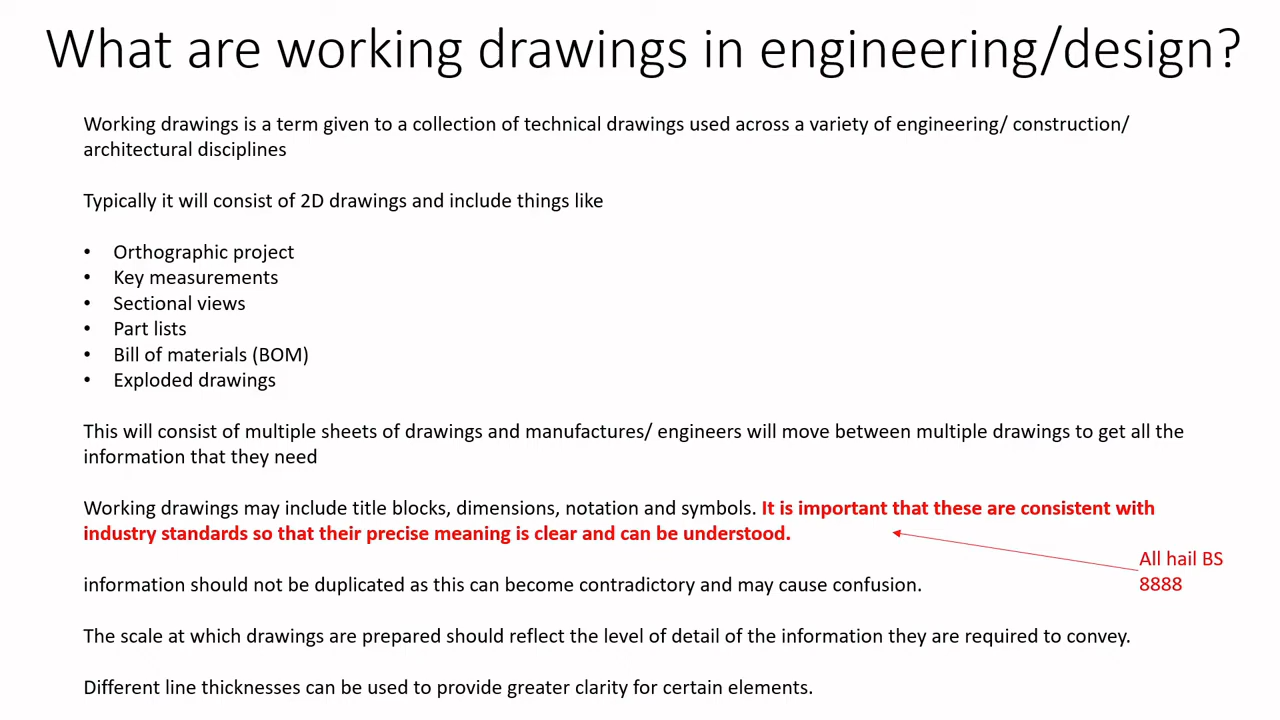 What are working drawings in engineering/design?
Working drawings is a term given to a collection of technical drawings used across a variety of engineering/ construction/
architectural disciplines
Typically it will consist of 2D drawings and include things like
• Orthographic project
• Key measurements
• Sectional views
• Part lists
• Bill of materials (BOM)
• Exploded drawings
This will consist of multiple sheets of drawings and manufactures/ engineers will move between multiple drawings to get all the
information that they need
Working drawings may include title blocks, dimensions, notation and symbols. It is important that these are consistent with
industry standards so that their precise meaning is clear and can be understood.
All hail BS
8888
information should not be duplicated as this can become contradictory and may cause confusion.
The scale at which drawings are prepared should reflect the level of detail of the information they are required to convey.
Different line thicknesses can be used to provide greater clarity for certain elements.